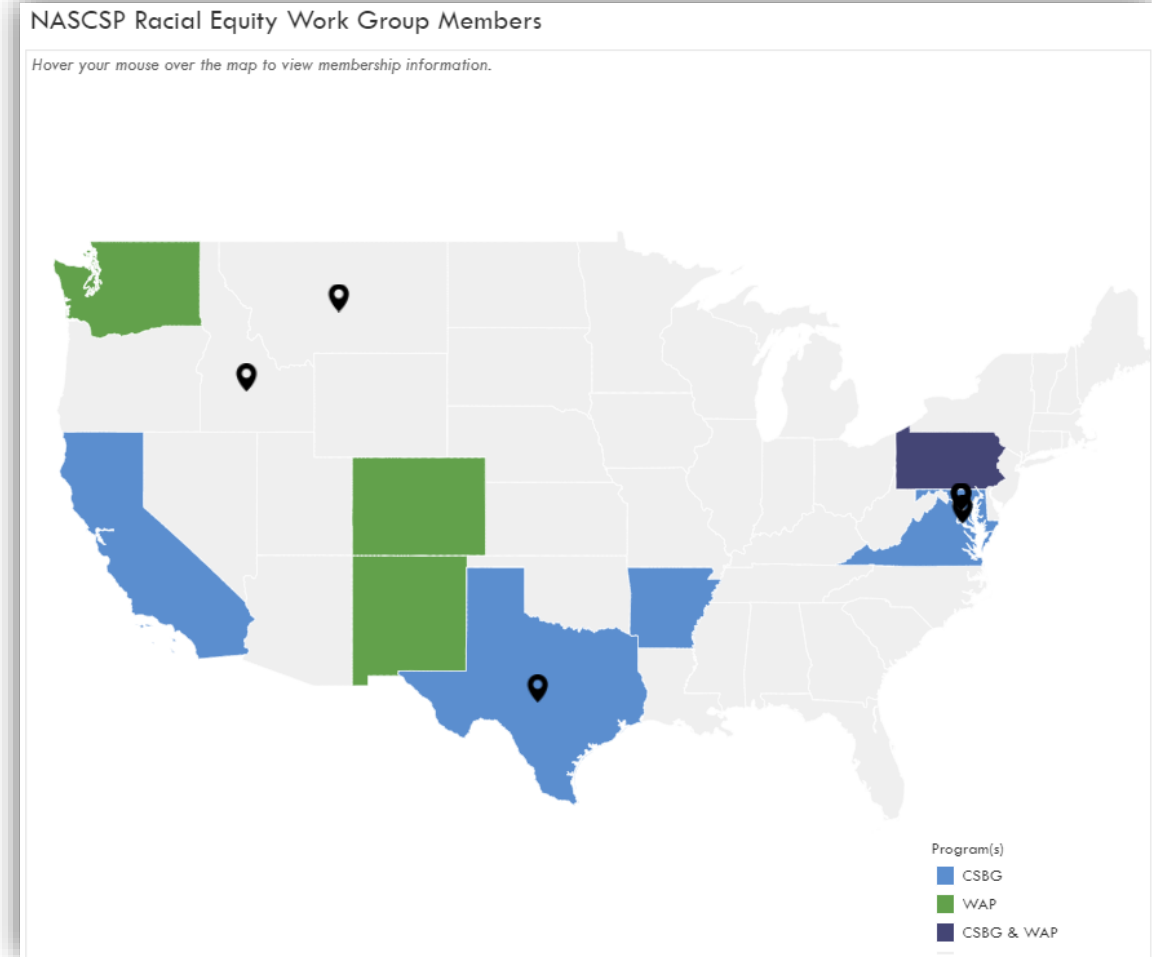 NASCSP Racial Equity Work Group Members
Hover your mouse over the map to view membership information.
Program(s)
CSBG
WAP
CSBG & WAP